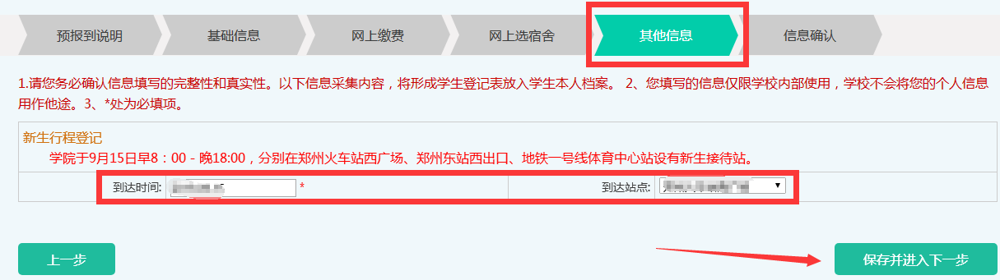 预报到说明 基础信息 网上缴费 网上选宿舍 其他信息 信息确认
1.请您务必确认信息填写的完整性和真实性。以下信息采集内容，将形成学生登记表放入学生本人档案。 2、您填写的信息仅限学校内部使用，学校不会将您的个人信息
用作他途。3、*处为必填项。
新生行程登记
学院于9月15日早8：00 - 晚18:00，分别在郑州火车站西广场、郑州东站西出口、地铁一号线体育中心站设有新生接待站。
到达时间: * 到达站点:
上一步 保存并进入下一步